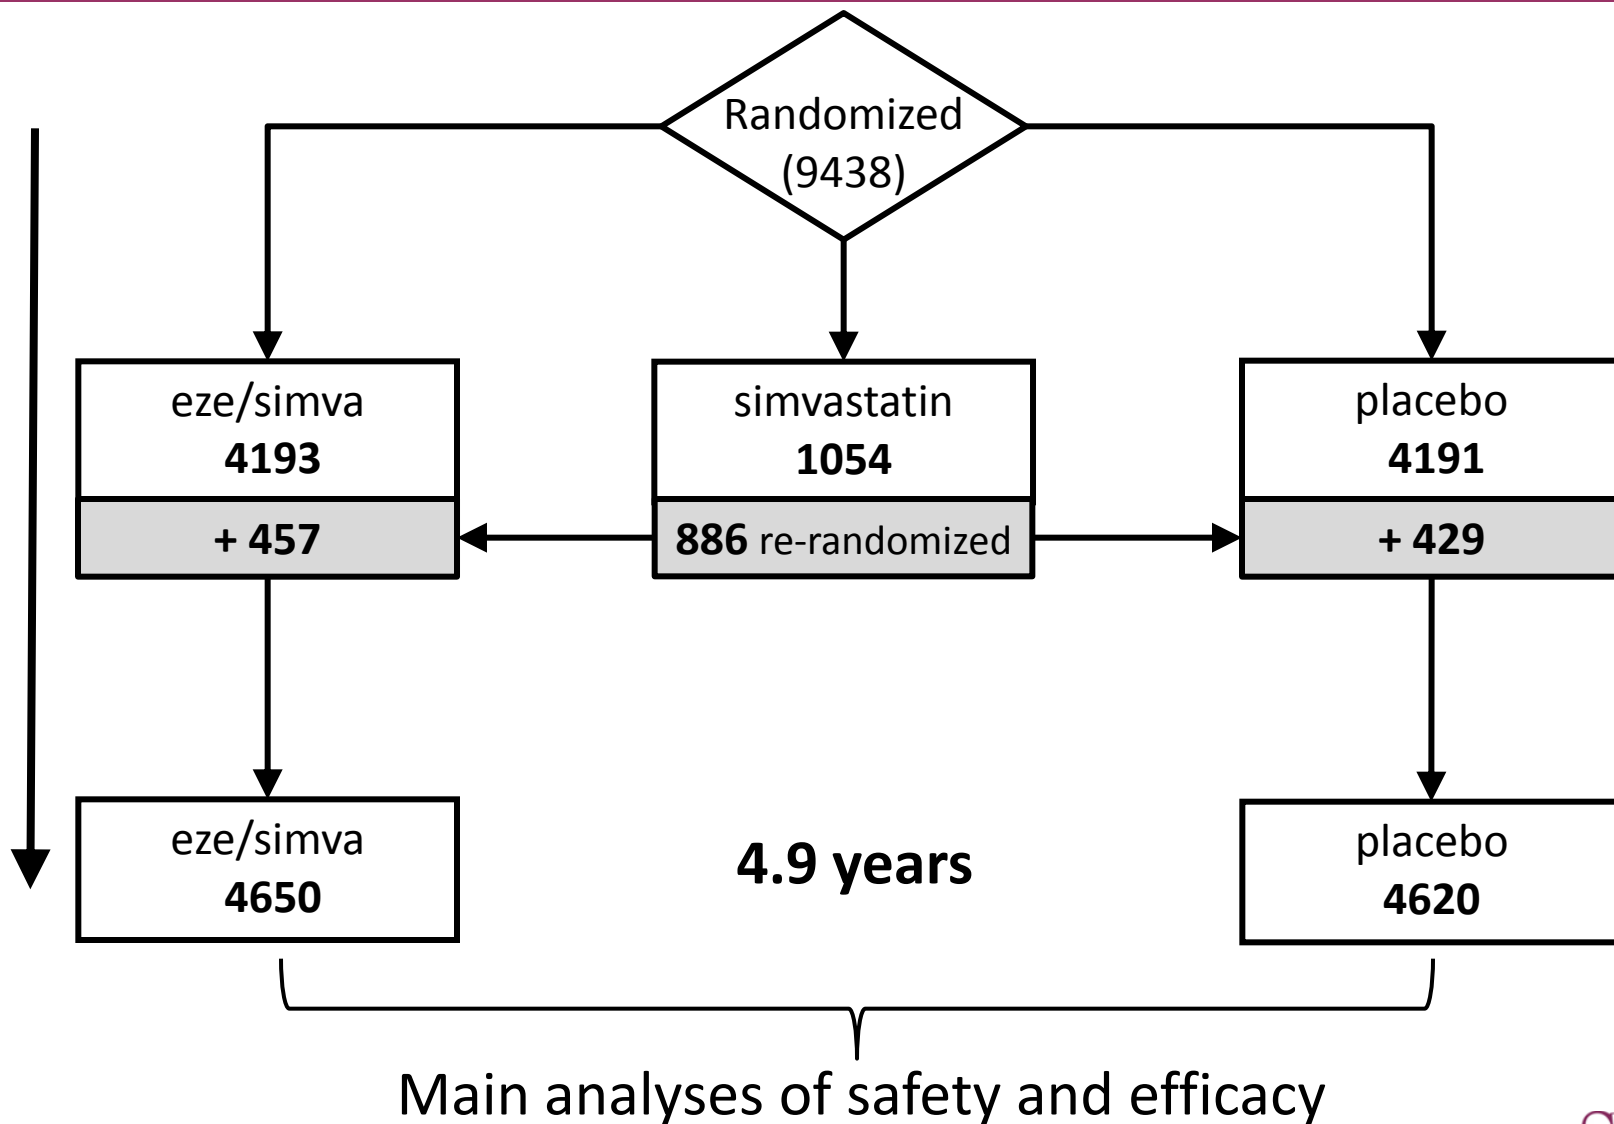 Randomized
(9438)
eze/simva
4193
simvastatin
1054
placebo
4191
+ 457
886 re-randomized
+ 429
eze/simva
4650
4.9 years
placebo
4620
Main analyses of safety and efficacy